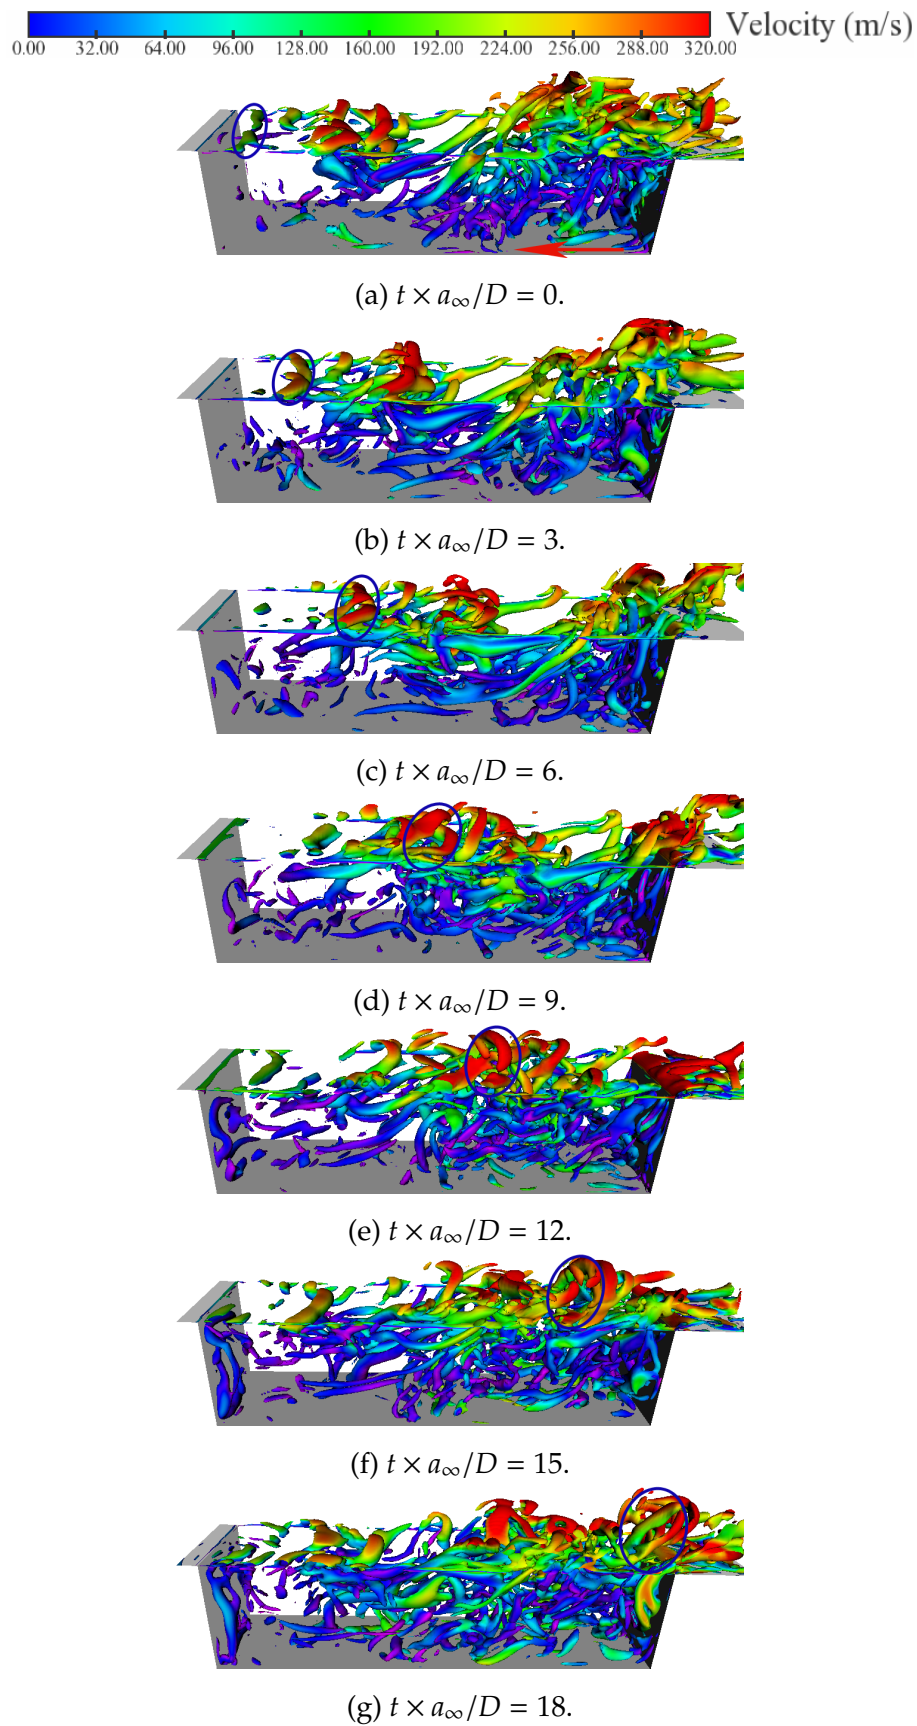 Velocity (m/s)
0.00 32.00 64.00 96.00 128.00 160.00 192.00 224.00 256.00 288.00 320.00
(a) t × a∞/D = 0.
(b) t × a∞/D = 3.
(c) t × a∞/D = 6.
(d) t × a∞/D = 9.
(e) t × a∞/D = 12.
(f) t × a∞/D = 15.
(g) t × a∞/D = 18.